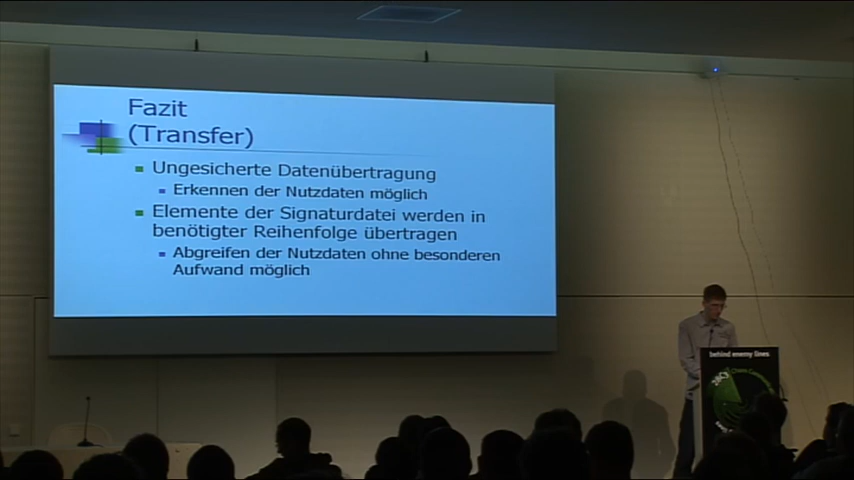 Fazit
(Transfer)
Ungesicherte Datenübertragung
Erkennen der Nutzdaten möglich
Elemente der Signaturdatei werden in
benötigter Reihenfolge übertragen
Abgreifen der Nutzdaten ohne besonderen
Aufwand möglich
behind enemy lines